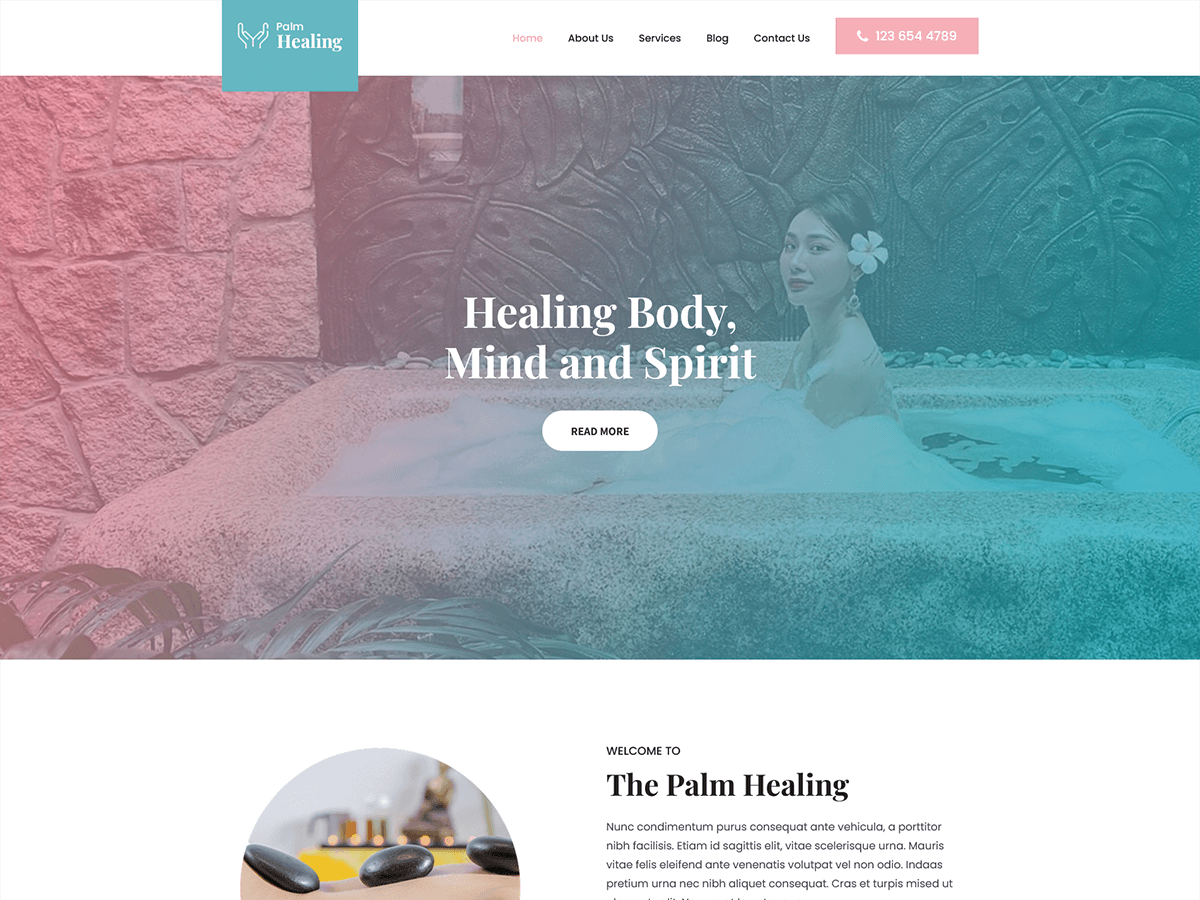 Palm
Healing
Home
About Us
Services
Blog
Contact Us
123 654 4789
Healing Body,
Mind and Spirit
READ MORE
WELCOME TO
The Palm Healing
Nunc condimentum purus consequat ante vehicula, a porttitor
nibh facilisis. Etiam id sagittis elit, vitae scelerisque urna. Mauris
vitae felis eleifend ante venenatis volutpat vel non odio. Indaas
pretium urna nec nibh aliquet consequat. Cras et turpis mised ut